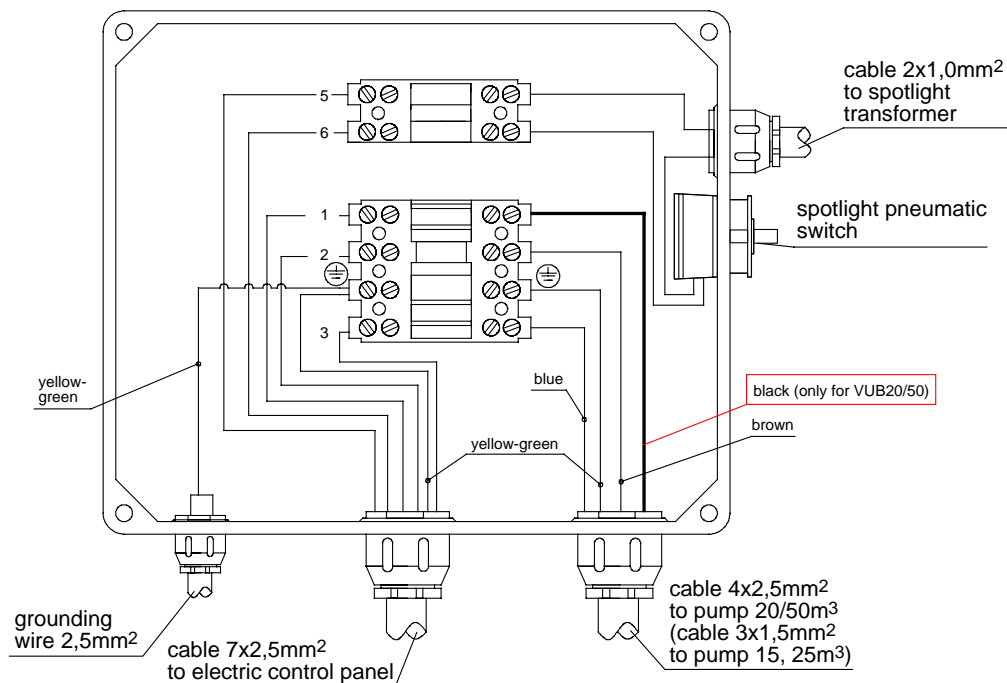 cable 2x1,0mm²
to spotlight
transformer
5
6
spotlight pneumatic
switch
1
2
3
yellow-
green
blue
black (only for VUB20/50)
brown
yellow-green
grounding
wire 2,5mm²
cable 7x2,5mm²
to electric control panel
cable 4x2,5mm²
to pump 20/50m³
(cable 3x1,5mm²
to pump 15, 25m³)